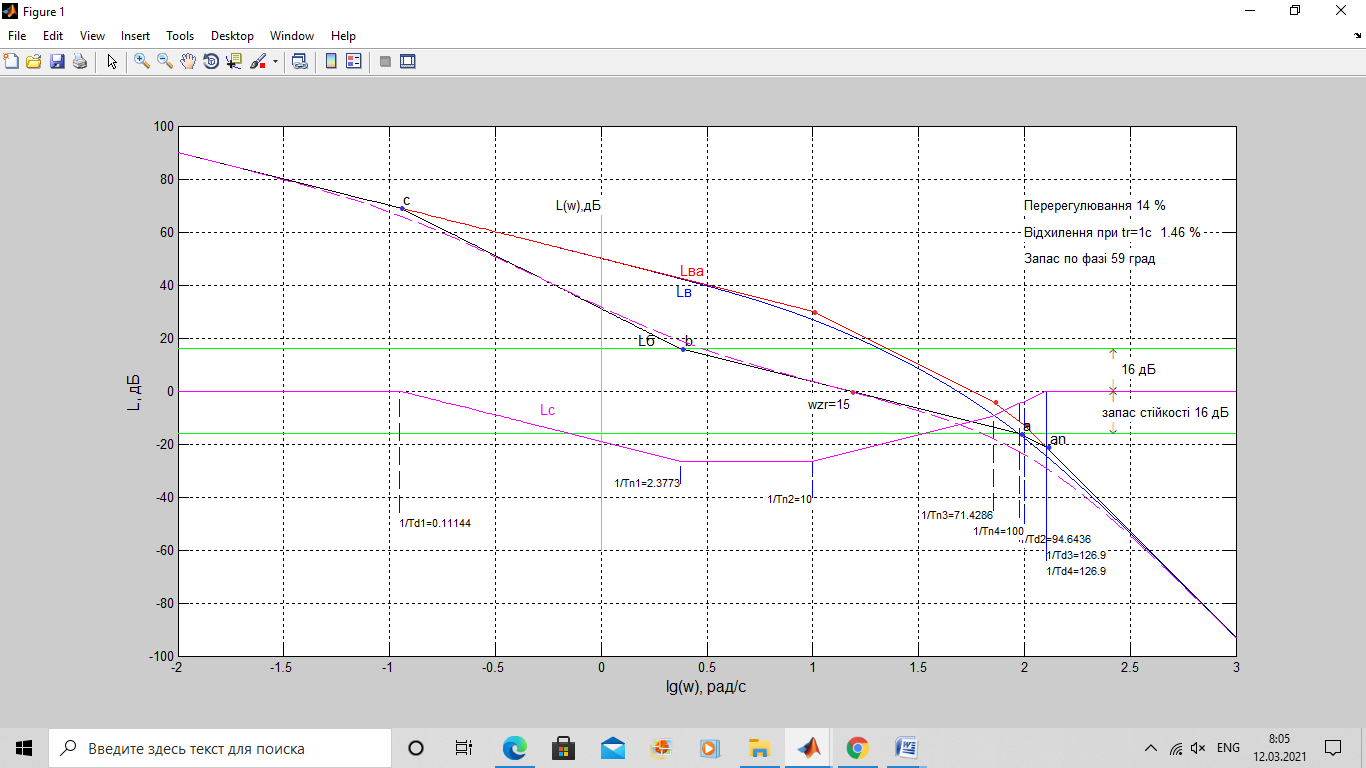 Figure 1
File Edit View Insert Tools Desktop Window Help
100
80
60
40
20
0
-20
-40
-60
-80
-100
L, дБ
c
L(w),дБ
Перерегулювання 14 %
Відхилення при tr=1c 1.46 %
Запас по фазі 59 град
Lва
Lв
Lб
b
16 дБ
wzr=15
Lс
запас стійкості 16 дБ
a
an
1/Tn1=2.3773
1/Tn2=10
1/Td1=0.11144
1/Tn3=71.4286
1/Tn4=100
/Td2=94.6436
1/Td3=126.9
1/Td4=126.9
-2 -1.5 -1 -0.5 0 0.5 1 1.5 2 2.5 3
lg(w), рад/с
Введите здесь текст для поиска
ENG
8:05
12.03.2021